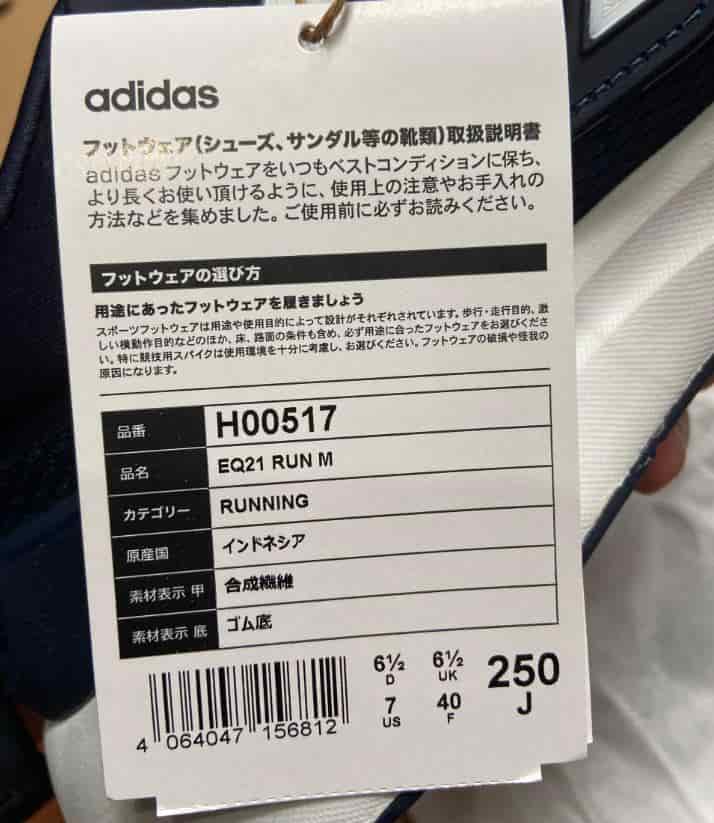 adidas
フットウェア(シューズ、サンダル等の靴類)取扱説明書
adidas フットウェアをいつもベストコンディションに保ち、
より長くお使い頂けるように、使用上の注意やお手入れの
方法などを集めました。ご使用前に必ずお読みください。
フットウェアの選び方
用途にあったフットウェアを履きましょう
スポーツフットウェアは用途や使用目的によって設計がそれぞれされています。歩行・走行目的、激
しい機動作目的などのほか、床、路面の条件も含め、必ず用途に合ったフットウェアをお選びくださ
い。特に競技用スパイクは使用環境を十分に考慮し、お選びください。フットウェアの破損や怪我の
原因になります。
品番 H00517
品名 EQ21 RUN M
カテゴリー RUNNING
原産国 インドネシア
素材表示 甲 合成繊維
素材表示 底 ゴム底
6½ 6½ 250
D UK J
7 40
US F
4 064047 156812